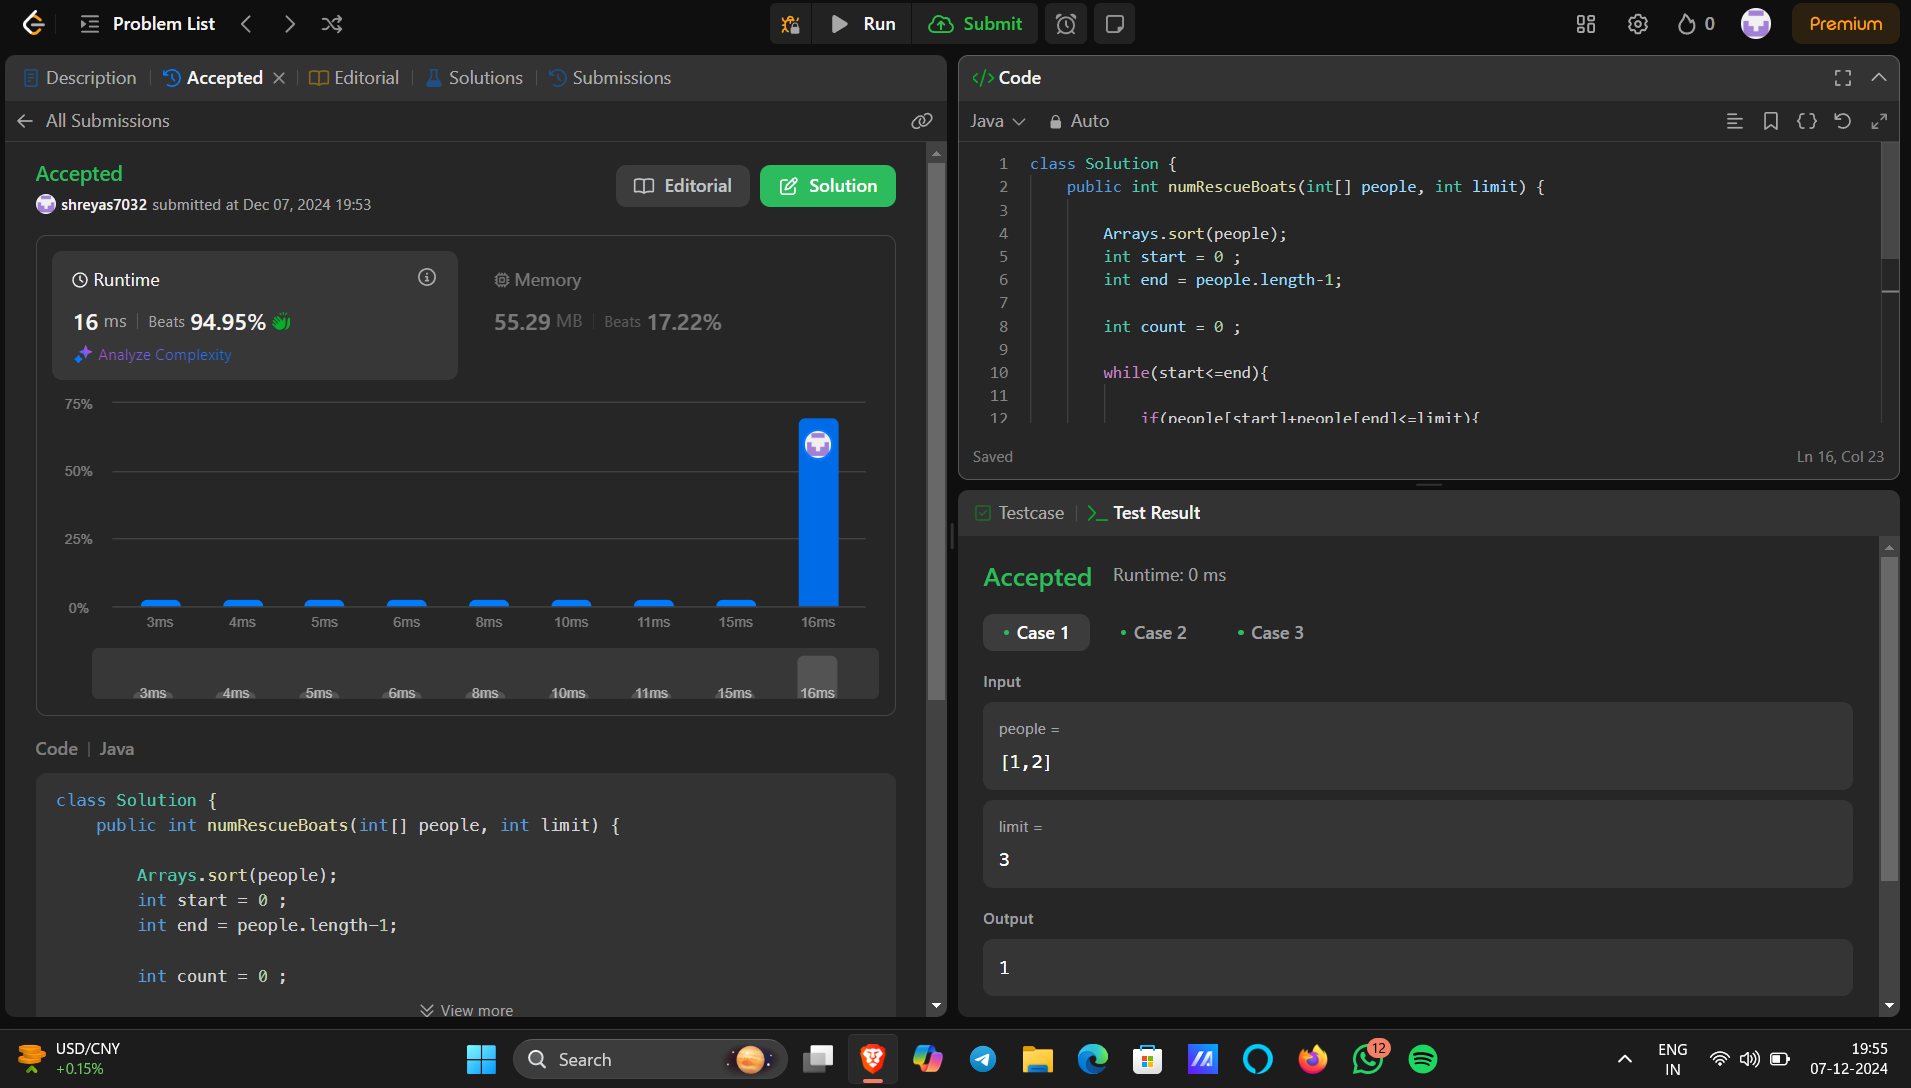 Problem List
Run
Submit
0
Premium
Description
Accepted
Editorial
Solutions
Submissions
All Submissions
Accepted
shreyas7032 submitted at Dec 07, 2024 19:53
Editorial
Solution
Runtime
16 ms
Beats 94.95%
Analyze Complexity
Memory
55.29 MB
Beats 17.22%
75%
50%
25%
0%
3ms 4ms 5ms 6ms 8ms 10ms 11ms 15ms 16ms
3ms 4ms 5ms 6ms 8ms 10ms 11ms 15ms 16ms
Code | Java
class Solution {
public int numRescueBoats(int[] people, int limit) {
Arrays.sort(people);
int start = 0 ;
int end = people.length-1;
int count = 0 ;
View more
</> Code
Java
Auto
1 class Solution {
2 public int numRescueBoats(int[] people, int limit) {
3
4 Arrays.sort(people);
5 int start = 0 ;
6 int end = people.length-1;
7
8 int count = 0 ;
9
10 while(start<=end){
11
12 if(people[start]+people[end]<=limit){
Saved
Ln 16, Col 23
Testcase
Test Result
Accepted
Runtime: 0 ms
Case 1
Case 2
Case 3
Input
people =
[1,2]
limit =
3
Output
1
USD/CNY
+0.15%
Search
12
ENG
IN
19:55
07-12-2024